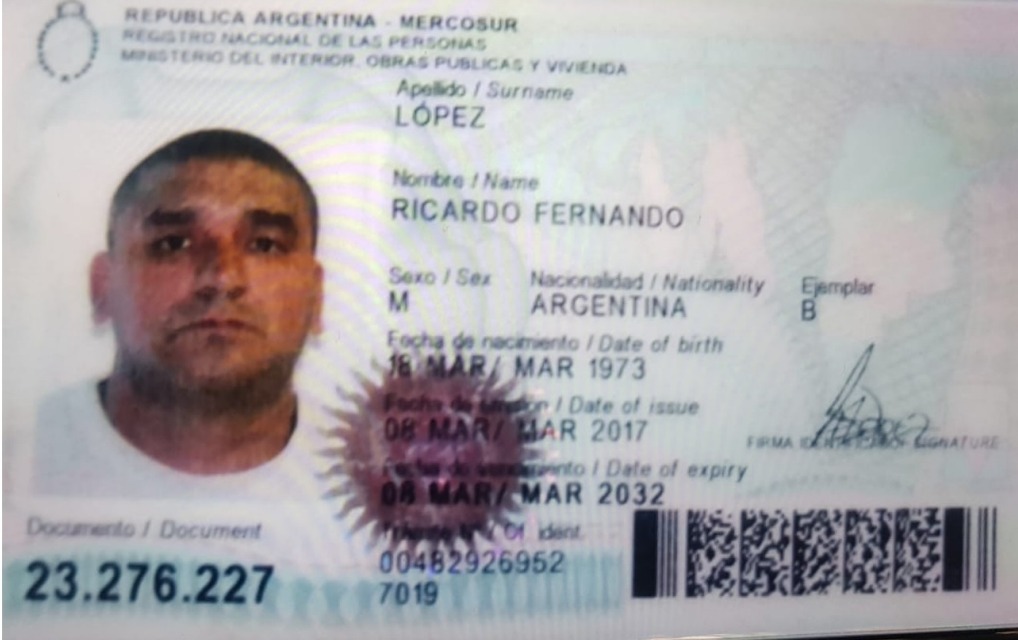 REPUBLICA ARGENTINA - MERCOSUR
REGISTRO NACIONAL DE LAS PERSONAS
MINISTERIO DEL INTERIOR, OBRAS PUBLICAS Y VIVIENDA
Apellido / Surname
LÓPEZ
Nombre / Name
RICARDO FERNANDO
Sexo / Sex Nacionalidad / Nationality Ejemplar
M ARGENTINA B
Fecha de nacimiento / Date of birth
18 MAR/ MAR 1973
Fecha de emisión / Date of issue
08 MAR/ MAR 2017
FIRMA IDENTIFICADO/ SIGNATURE
Fecha de vencimiento / Date of expiry
08 MAR/ MAR 2032
Documento / Document
Trámite Nº / Of. ident.
23.276.227
00482926952
7019